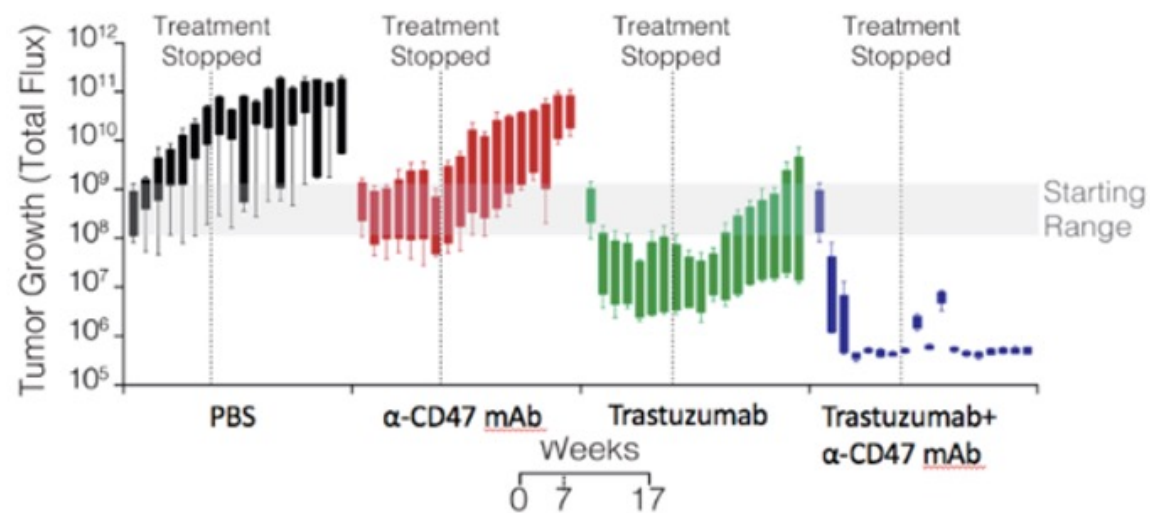 Treatment Stopped
Treatment Stopped
Treatment Stopped
Treatment Stopped
Tumor Growth (Total Flux)
10¹²
10¹¹
10¹⁰
10⁹
10⁸
10⁷
10⁶
10⁵
Starting
Range
PBS
α-CD47 mAb
Trastuzumab
Trastuzumab+
α-CD47 mAb
Weeks
0 7 17